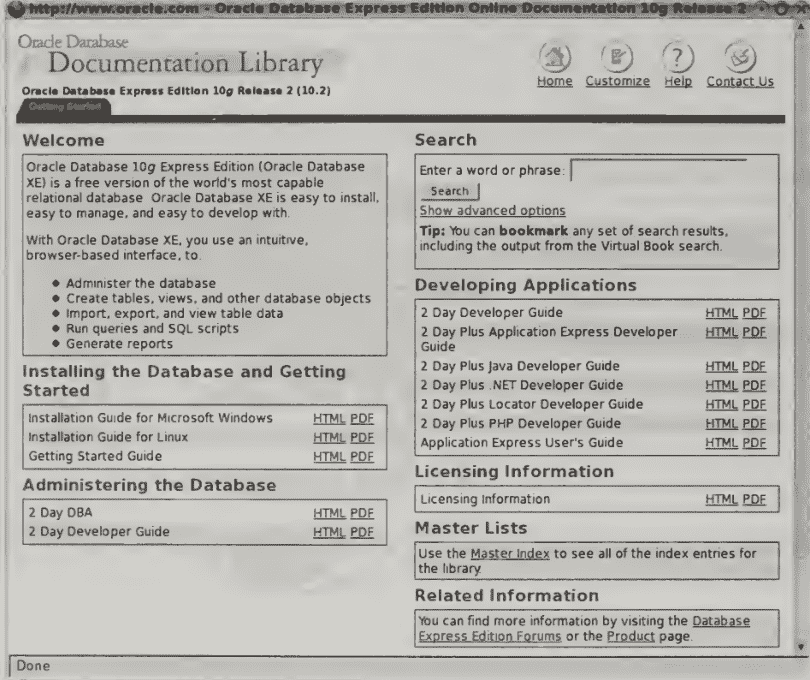 http://www.oracle.com - Oracle Database Express Edition Online Documentation 10g Release 2
Oracle Database
Documentation Library
Oracle Database Express Edition 10g Release 2 (10.2)
Getting Started
Home Customize Help Contact Us
Welcome
Oracle Database 10g Express Edition (Oracle Database
XE) is a free version of the world's most capable
relational database Oracle Database XE is easy to install,
easy to manage, and easy to develop with.
With Oracle Database XE, you use an intuitive,
browser-based interface, to.
● Administer the database
● Create tables, views, and other database objects
● Import, export, and view table data
● Run queries and SQL scripts
● Generate reports
Installing the Database and Getting
Started
Installation Guide for Microsoft Windows HTML PDF
Installation Guide for Linux HTML PDF
Getting Started Guide HTML PDF
Administering the Database
2 Day DBA HTML PDF
2 Day Developer Guide HTML PDF
Search
Enter a word or phrase:
Search
Show advanced options
Tip: You can bookmark any set of search results,
including the output from the Virtual Book search.
Developing Applications
2 Day Developer Guide HTML PDF
2 Day Plus Application Express Developer HTML PDF
Guide
2 Day Plus Java Developer Guide HTML PDF
2 Day Plus .NET Developer Guide HTML PDF
2 Day Plus Locator Developer Guide HTML PDF
2 Day Plus PHP Developer Guide HTML PDF
Application Express User's Guide HTML PDF
Licensing Information
Licensing Information HTML PDF
Master Lists
Use the Master Index to see all of the index entries for
the library
Related Information
You can find more information by visiting the Database
Express Edition Forums or the Product page.
Done